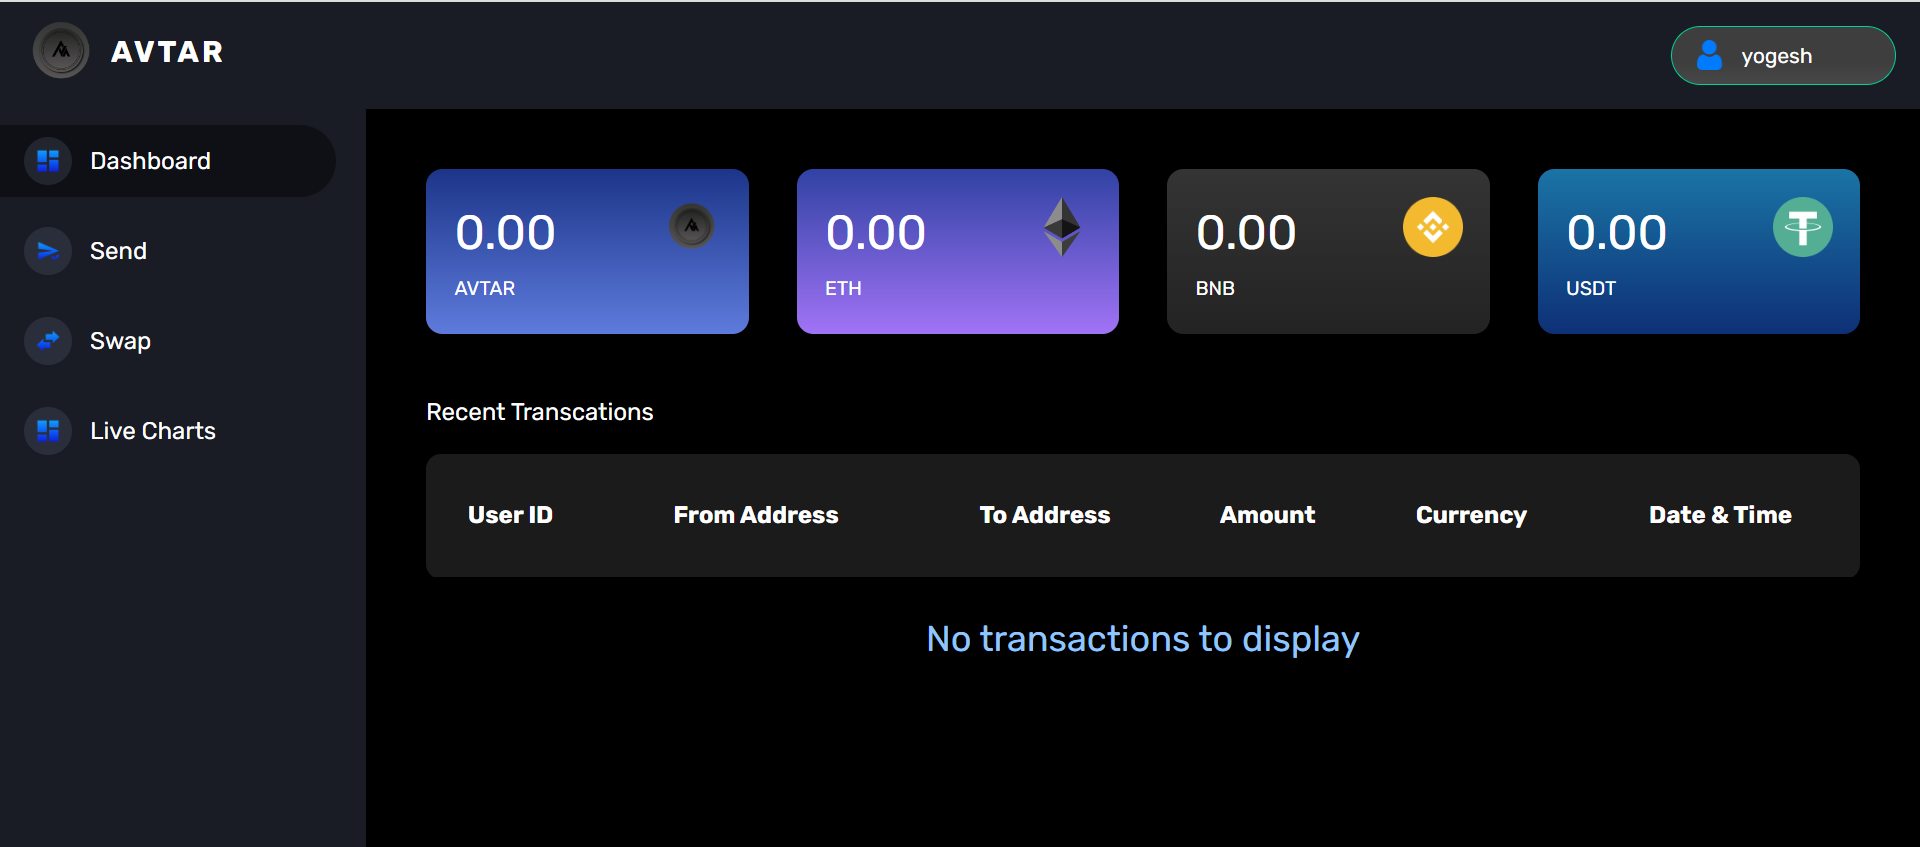 AVTAR
yogesh
Dashboard
Send
Swap
Live Charts
0.00
AVTAR
0.00
ETH
0.00
BNB
0.00
USDT
Recent Transcations
User ID From Address To Address Amount Currency Date & Time
No transactions to display